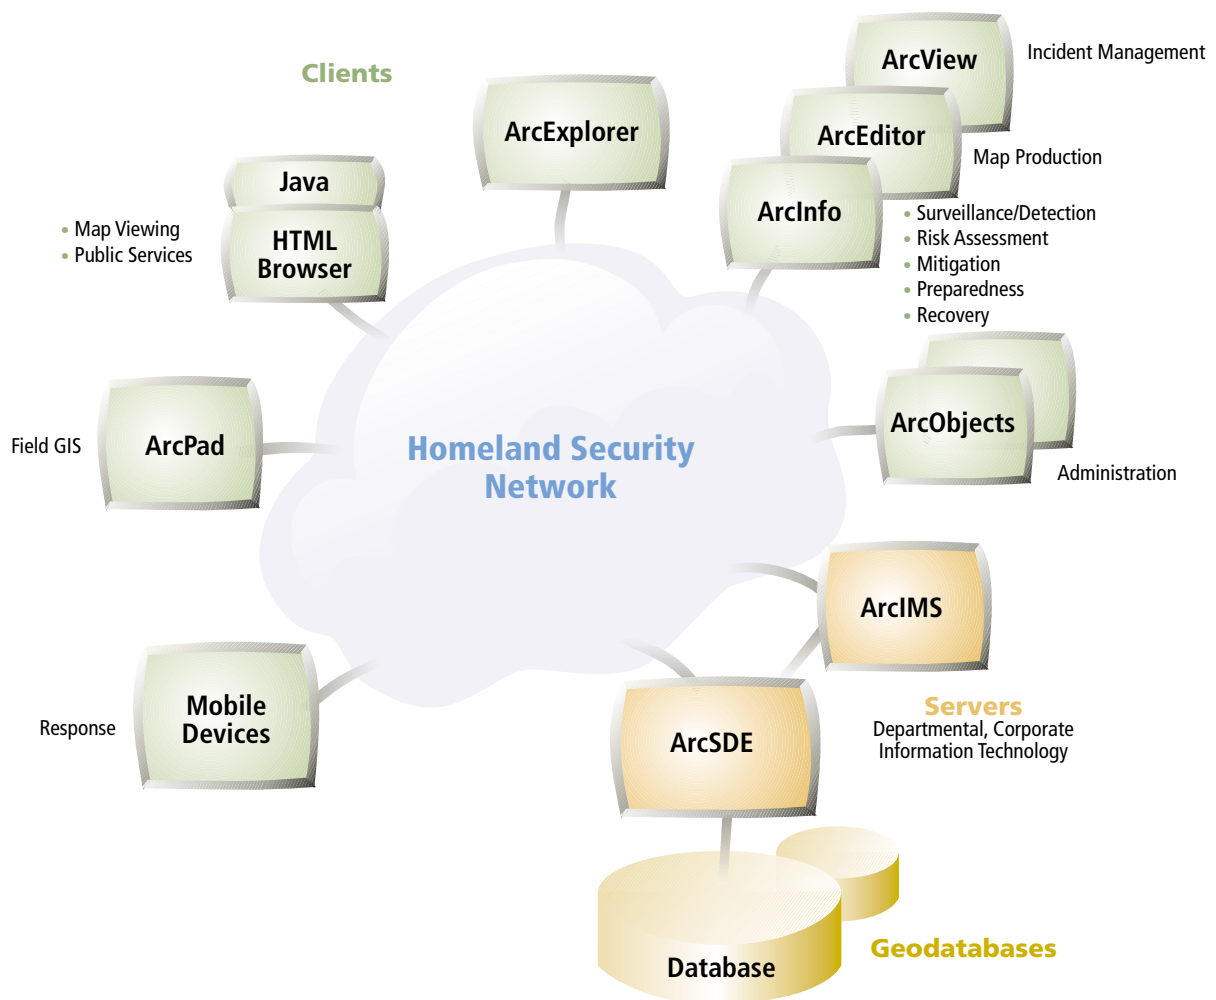 Clients
ArcView
Incident Management
ArcExplorer
ArcEditor
Map Production
Java
ArcInfo
• Map Viewing
• Public Services
HTML
Browser
• Surveillance/Detection
• Risk Assessment
• Mitigation
• Preparedness
• Recovery
ArcObjects
Administration
Field GIS
ArcPad
Homeland Security
Network
ArcIMS
Mobile
Devices
Response
ArcSDE
Servers
Departmental, Corporate
Information Technology
Geodatabases
Database